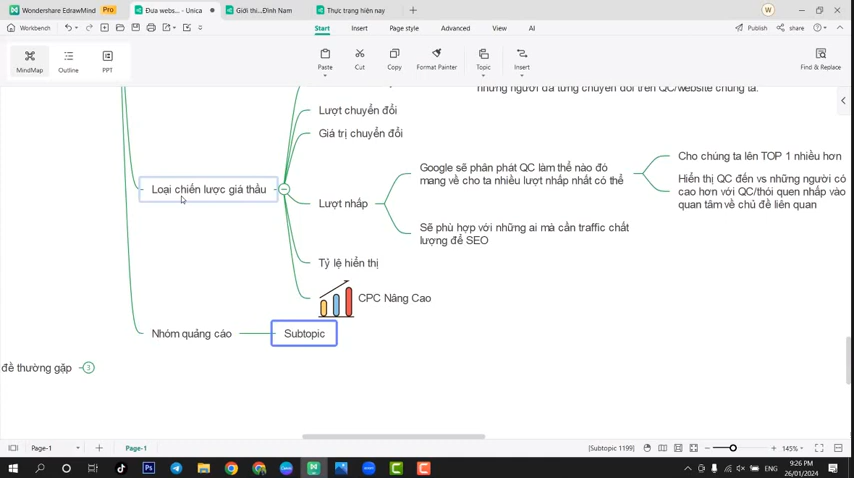 Wondershare EdrawMind Pro
Đưa webs... - Unica
Giới thi...Đình Nam
Thực trạng hiện nay
W
Workbench
Start
Insert
Page style
Advanced
View
AI
Publish
share
MindMap
Outline
PPT
Paste
Cut
Copy
Format Painter
Topic
Insert
Find & Replace
những người đã từng chuyển đổi trên QC/website chúng ta.
Lượt chuyển đổi
Giá trị chuyển đổi
Google sẽ phân phát QC làm thế nào đó
mang về cho ta nhiều lượt nhấp nhất có thể
Cho chúng ta lên TOP 1 nhiều hơn
Hiển thị QC đến vs những người có
cao hơn với QC/thói quen nhấp vào
quan tâm về chủ đề liên quan
Loại chiến lược giá thầu
Lượt nhấp
Sẽ phù hợp với những ai mà cần traffic chất
lượng để SEO
Tỷ lệ hiển thị
CPC Nâng Cao
Nhóm quảng cáo
Subtopic
đề thường gặp
3
Page-1
Page-1
[Subtopic 1199]
145%
ENG
9:26 PM
26/01/2024